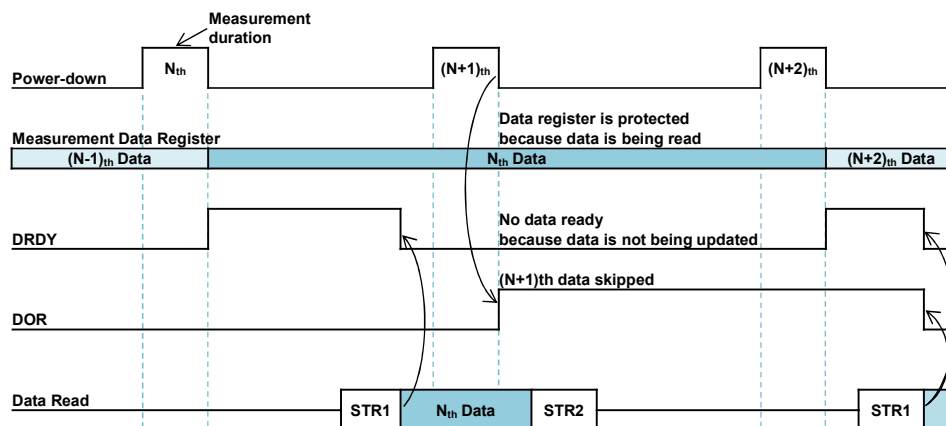 Measurement
duration
Power-down
Nth
(N+1)th
(N+2)th
Data register is protected
because data is being read
Measurement Data Register
(N-1)th Data
Nth Data
(N+2)th Data
DRDY
No data ready
because data is not being updated
(N+1)th data skipped
DOR
Data Read
STR1
Nth Data
STR2
STR1